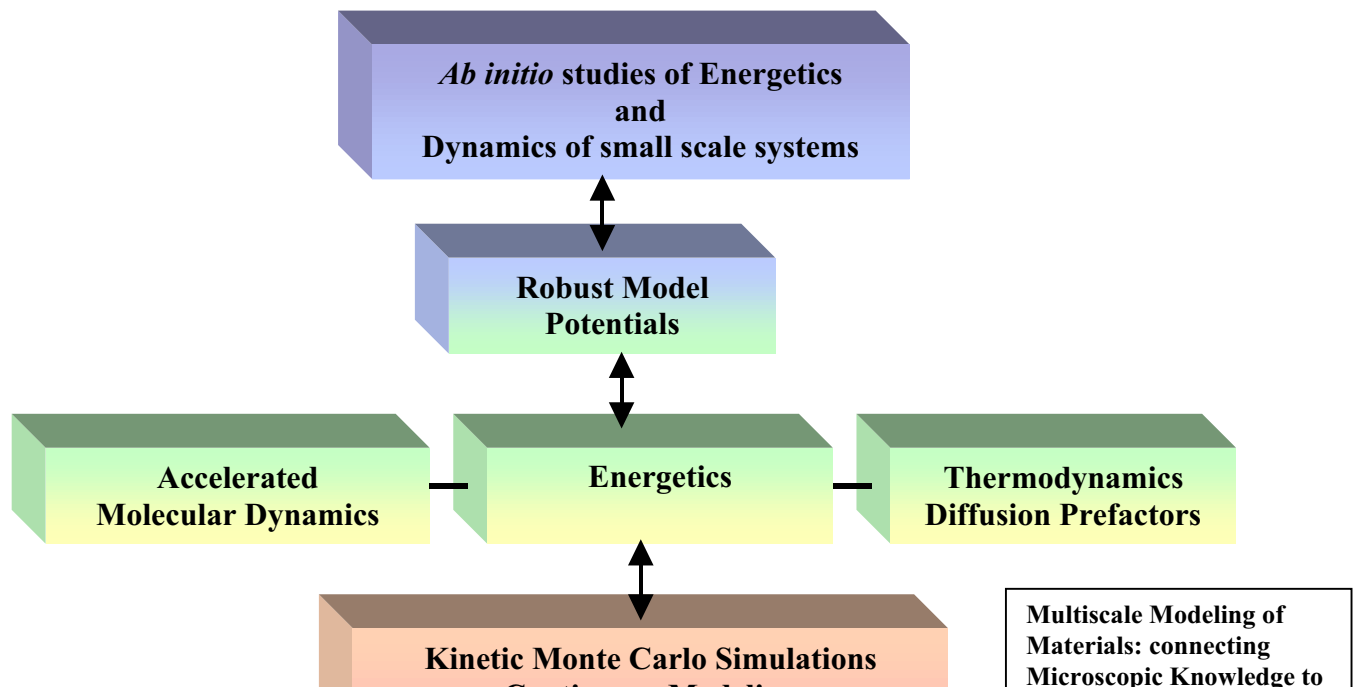 Ab initio studies of Energetics
and
Dynamics of small scale systems
Robust Model
Potentials
Accelerated
Molecular Dynamics
Energetics
Thermodynamics
Diffusion Prefactors
Kinetic Monte Carlo Simulations
Multiscale Modeling of
Materials: connecting
Microscopic Knowledge to